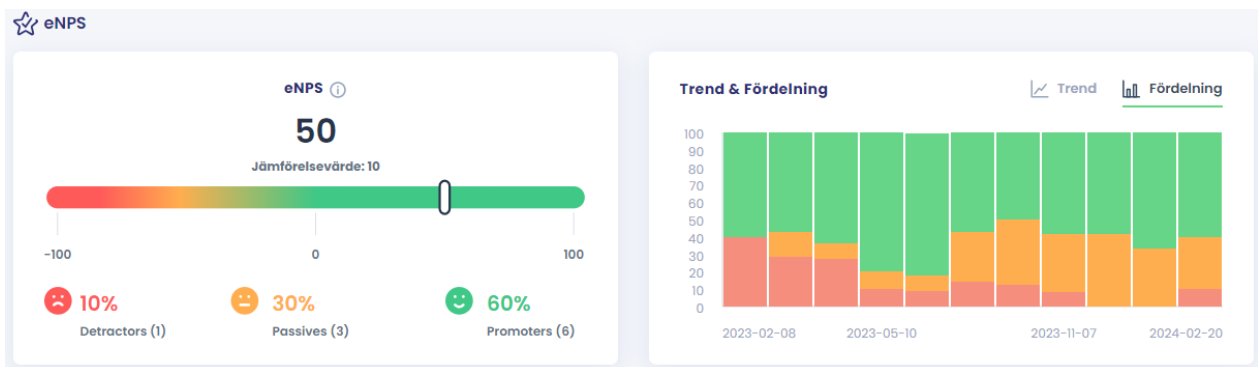 eNPS
eNPS
50
Jämförelsevärde: 10
-100
0
100
10%
Detractors (1)
30%
Passives (3)
60%
Promoters (6)
Trend & Fördelning
Trend
Fördelning
100
90
80
70
60
50
40
30
20
10
0
2023-02-08
2023-05-10
2023-11-07
2024-02-20